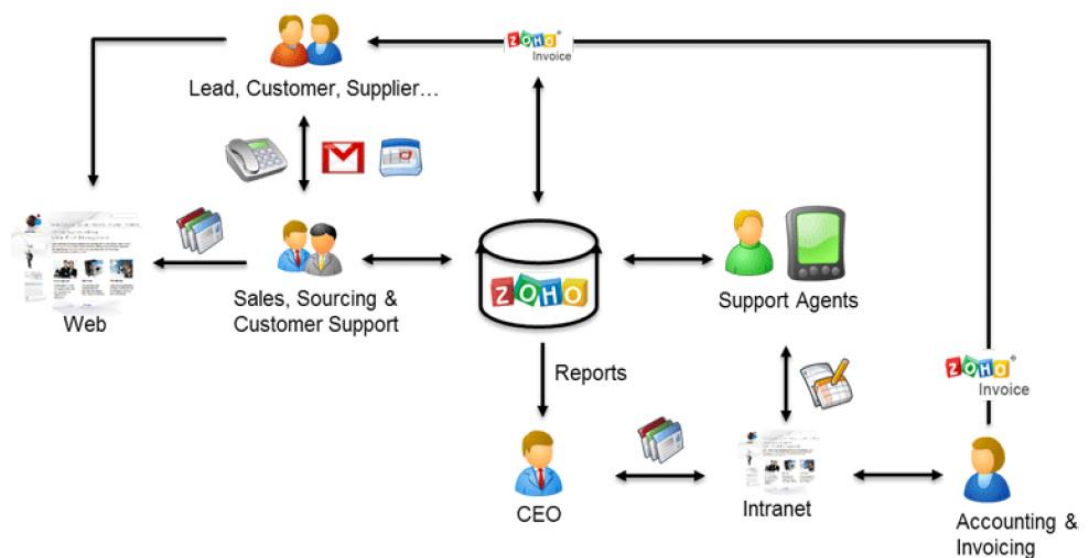 ZOHO
Invoice
Lead, Customer, Supplier...
Web
Sales, Sourcing &
Customer Support
ZOHO
Support Agents
Reports
ZOHO
Invoice
CEO
Intranet
Accounting &
Invoicing